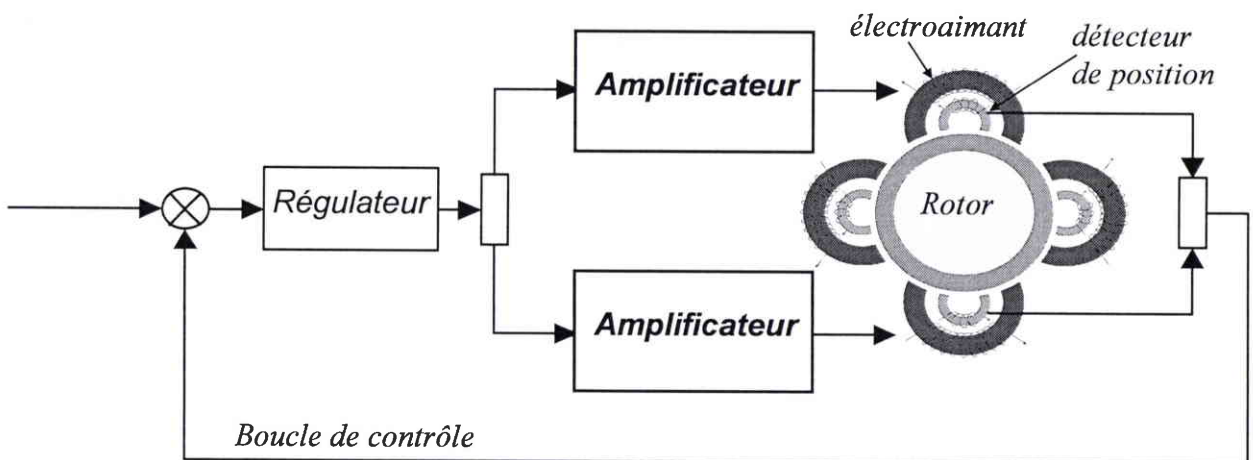 électroaimant
détecteur
de position
Amplificateur
Régulateur
Rotor
Amplificateur
Boucle de contrôle